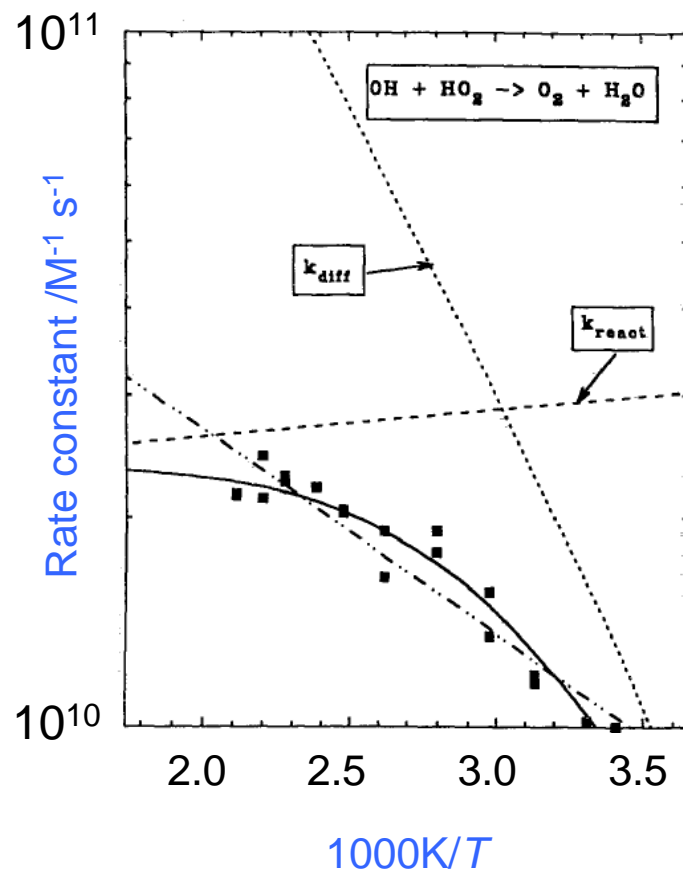 10¹¹
OH + HO₂ -> O₂ + H₂O
k_diff
k_react
Rate constant /M⁻¹ s⁻¹
10¹⁰
2.0 2.5 3.0 3.5
1000K/T